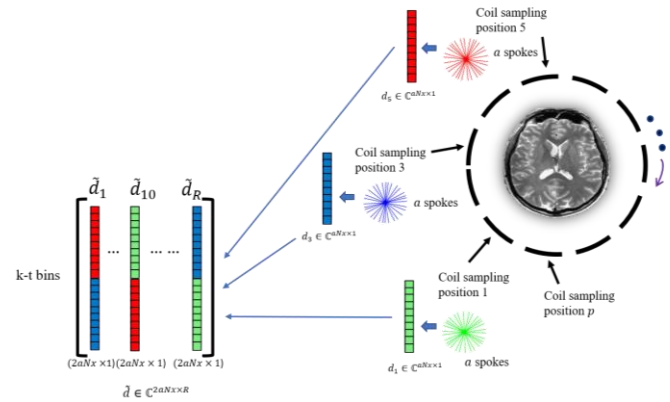 Coil sampling
position 5
a spokes
d₅ ∈ ℂ^{aNx×1}
Coil sampling
position 3
a spokes
d₃ ∈ ℂ^{aNx×1}
d̃₁ d̃₁₀ d̃_R
... ... ...
k-t bins
(2aNx ×1) (2aNx ×1) (2aNx ×1)
d̃ ∈ ℂ^{2aNx×R}
Coil sampling
position 1
a spokes
d₁ ∈ ℂ^{aNx×1}
Coil sampling
position p